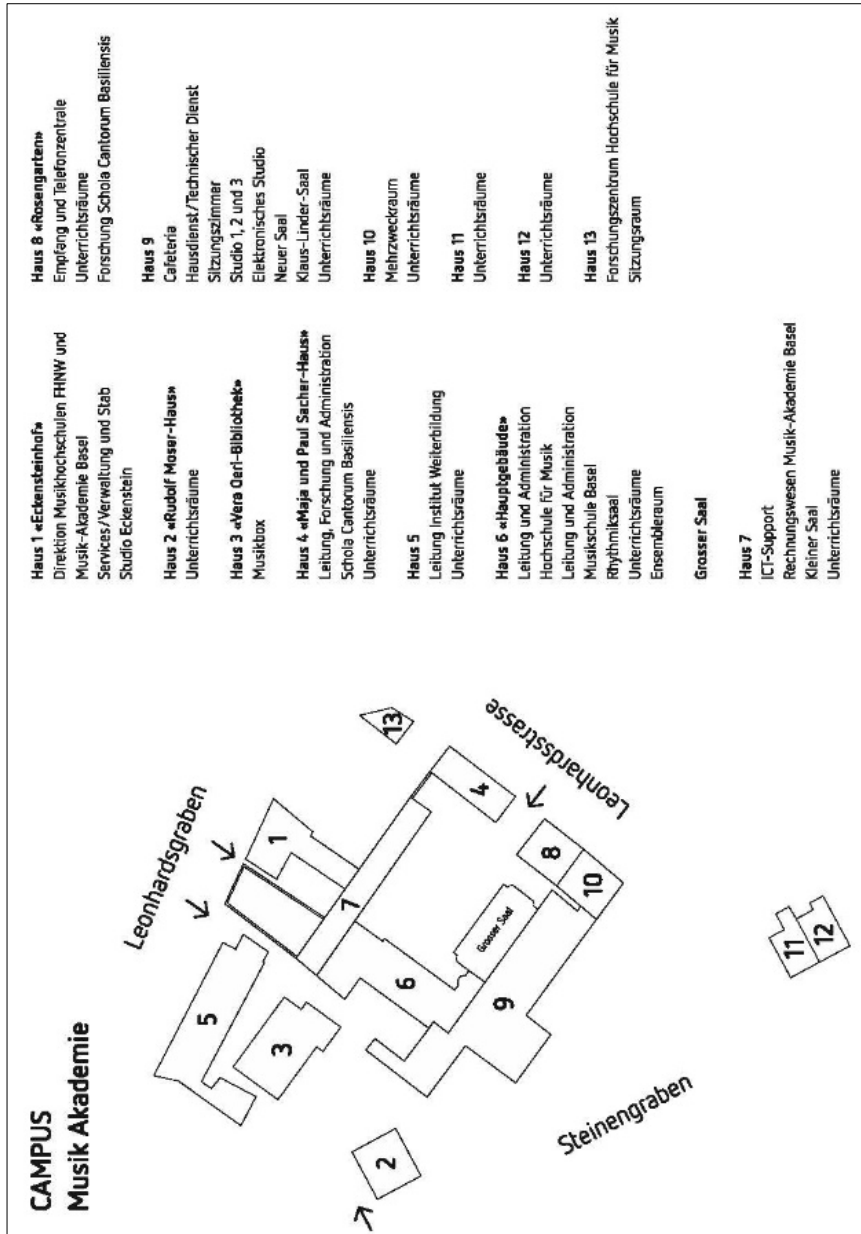 CAMPUS
Musik Akademie
Leonhardsgraben
5
3
2
1
7
6
Grosser Saal
9
13
4
Leonhardsstrasse
8
10
Steinengraben
11
12
Haus 1 «Eckensteinhof»
Direktion Musikhochschulen FHNW und
Musik-Akademie Basel
Services/Verwaltung und Stab
Studio Eckenstein
Haus 2 «Rudolf Moser-Haus»
Unterrichtsräume
Haus 3 «Vera Oeri-Bibliothek»
Musikbox
Haus 4 «Maja und Paul Sacher-Haus»
Leitung, Forschung und Administration
Schola Cantorum Basiliensis
Unterrichtsräume
Haus 5
Leitung Institut Weiterbildung
Unterrichtsräume
Haus 6 «Hauptgebäude»
Leitung und Administration
Hochschule für Musik
Leitung und Administration
Musikschule Basel
Rhythmiksaal
Unterrichtsräume
Ensembleraum
Grosser Saal
Haus 7
ICT-Support
Rechnungswesen Musik-Akademie Basel
Kleiner Saal
Unterrichtsräume
Haus 8 «Rosengarten»
Empfang und Telefonzentrale
Unterrichtsräume
Forschung Schola Cantorum Basiliensis
Haus 9
Cafeteria
Hausdienst/Technischer Dienst
Sitzungszimmer
Studio 1, 2 und 3
Elektronisches Studio
Neuer Saal
Klaus-Linder-Saal
Unterrichtsräume
Haus 10
Mehrzweckraum
Unterrichtsräume
Haus 11
Unterrichtsräume
Haus 12
Unterrichtsräume
Haus 13
Forschungszentrum Hochschule für Musik
Sitzungsraum